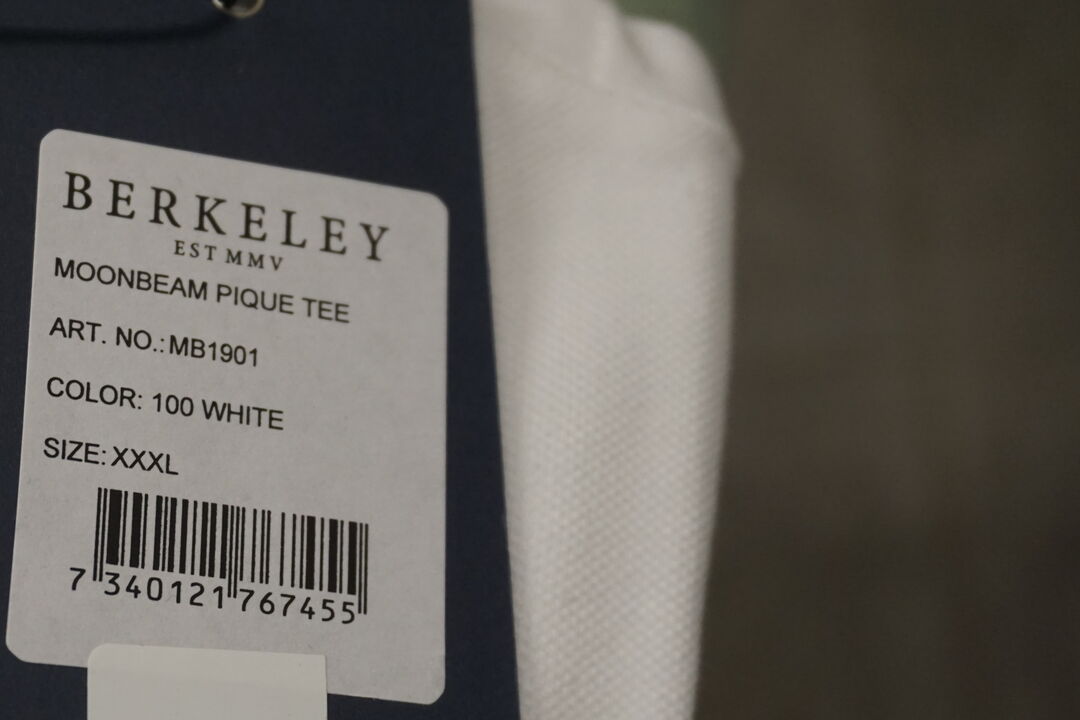 BERKELEY
EST MMV
MOONBEAM PIQUE TEE
ART. NO.: MB1901
COLOR: 100 WHITE
SIZE: XXXL
7 340121 767455